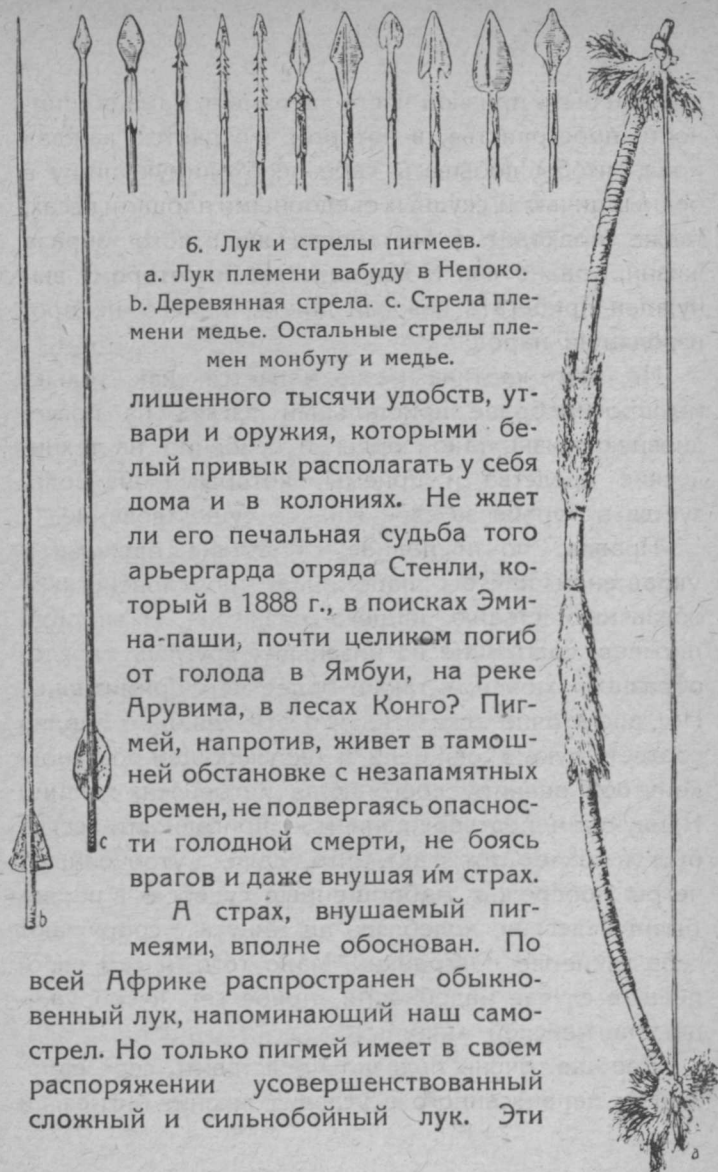 6. Лук и стрелы пигмеев.
a. Лук племени вабуду в Непоко.
b. Деревянная стрела. c. Стрела пле-
мени медье. Остальные стрелы пле-
мен монбуту и медье.
лишенного тысячи удобств, ут-
вари и оружия, которыми бе-
лый привык располагать у себя
дома и в колониях. Не ждет
ли его печальная судьба того
арьергарда отряда Стенли, ко-
торый в 1888 г., в поисках Эми-
на-паши, почти целиком погиб
от голода в Ямбуи, на реке
Арувима, в лесах Конго? Пиг-
мей, напротив, живет в тамош-
ней обстановке с незапамятных
времен, не подвергаясь опаснос-
ти голодной смерти, не боясь
врагов и даже внушая им страх.
А страх, внушаемый пиг-
меями, вполне обоснован. По
всей Африке распространен обыкно-
венный лук, напоминающий наш само-
стрел. Но только пигмей имеет в своем
распоряжении усовершенствованный
сложный и сильнобойный лук. Эти
c
b
a